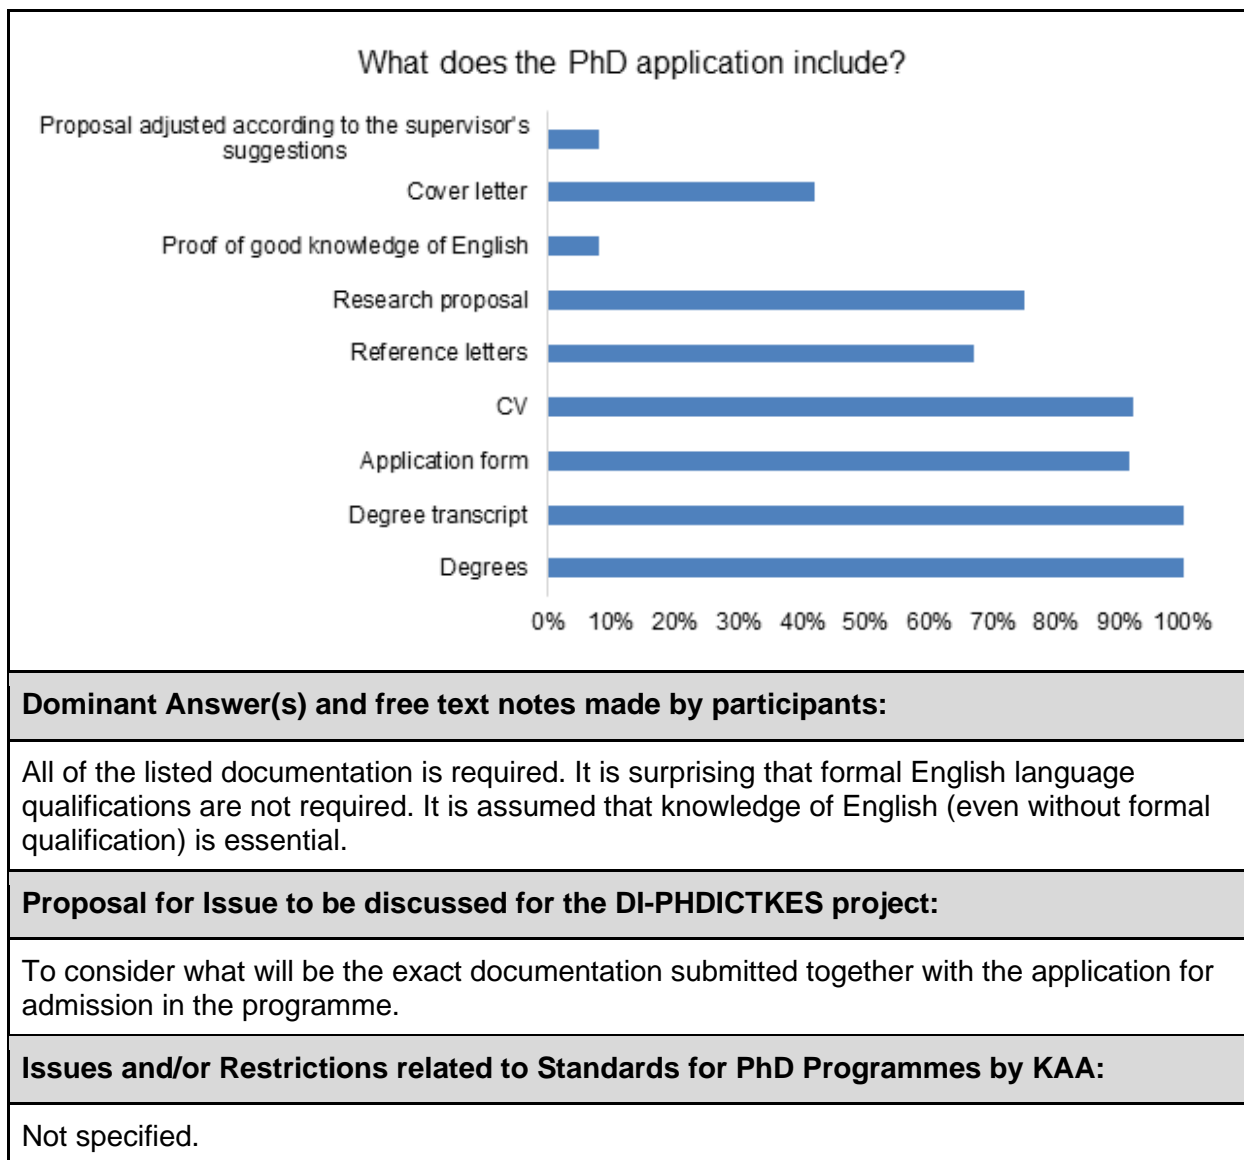 What does the PhD application include?
Proposal adjusted according to the supervisor's
suggestions
Cover letter
Proof of good knowledge of English
Research proposal
Reference letters
CV
Application form
Degree transcript
Degrees
0% 10% 20% 30% 40% 50% 60% 70% 80% 90% 100%
Dominant Answer(s) and free text notes made by participants:
All of the listed documentation is required. It is surprising that formal English language
qualifications are not required. It is assumed that knowledge of English (even without formal
qualification) is essential.
Proposal for Issue to be discussed for the DI-PHDICTKES project:
To consider what will be the exact documentation submitted together with the application for
admission in the programme.
Issues and/or Restrictions related to Standards for PhD Programmes by KAA:
Not specified.